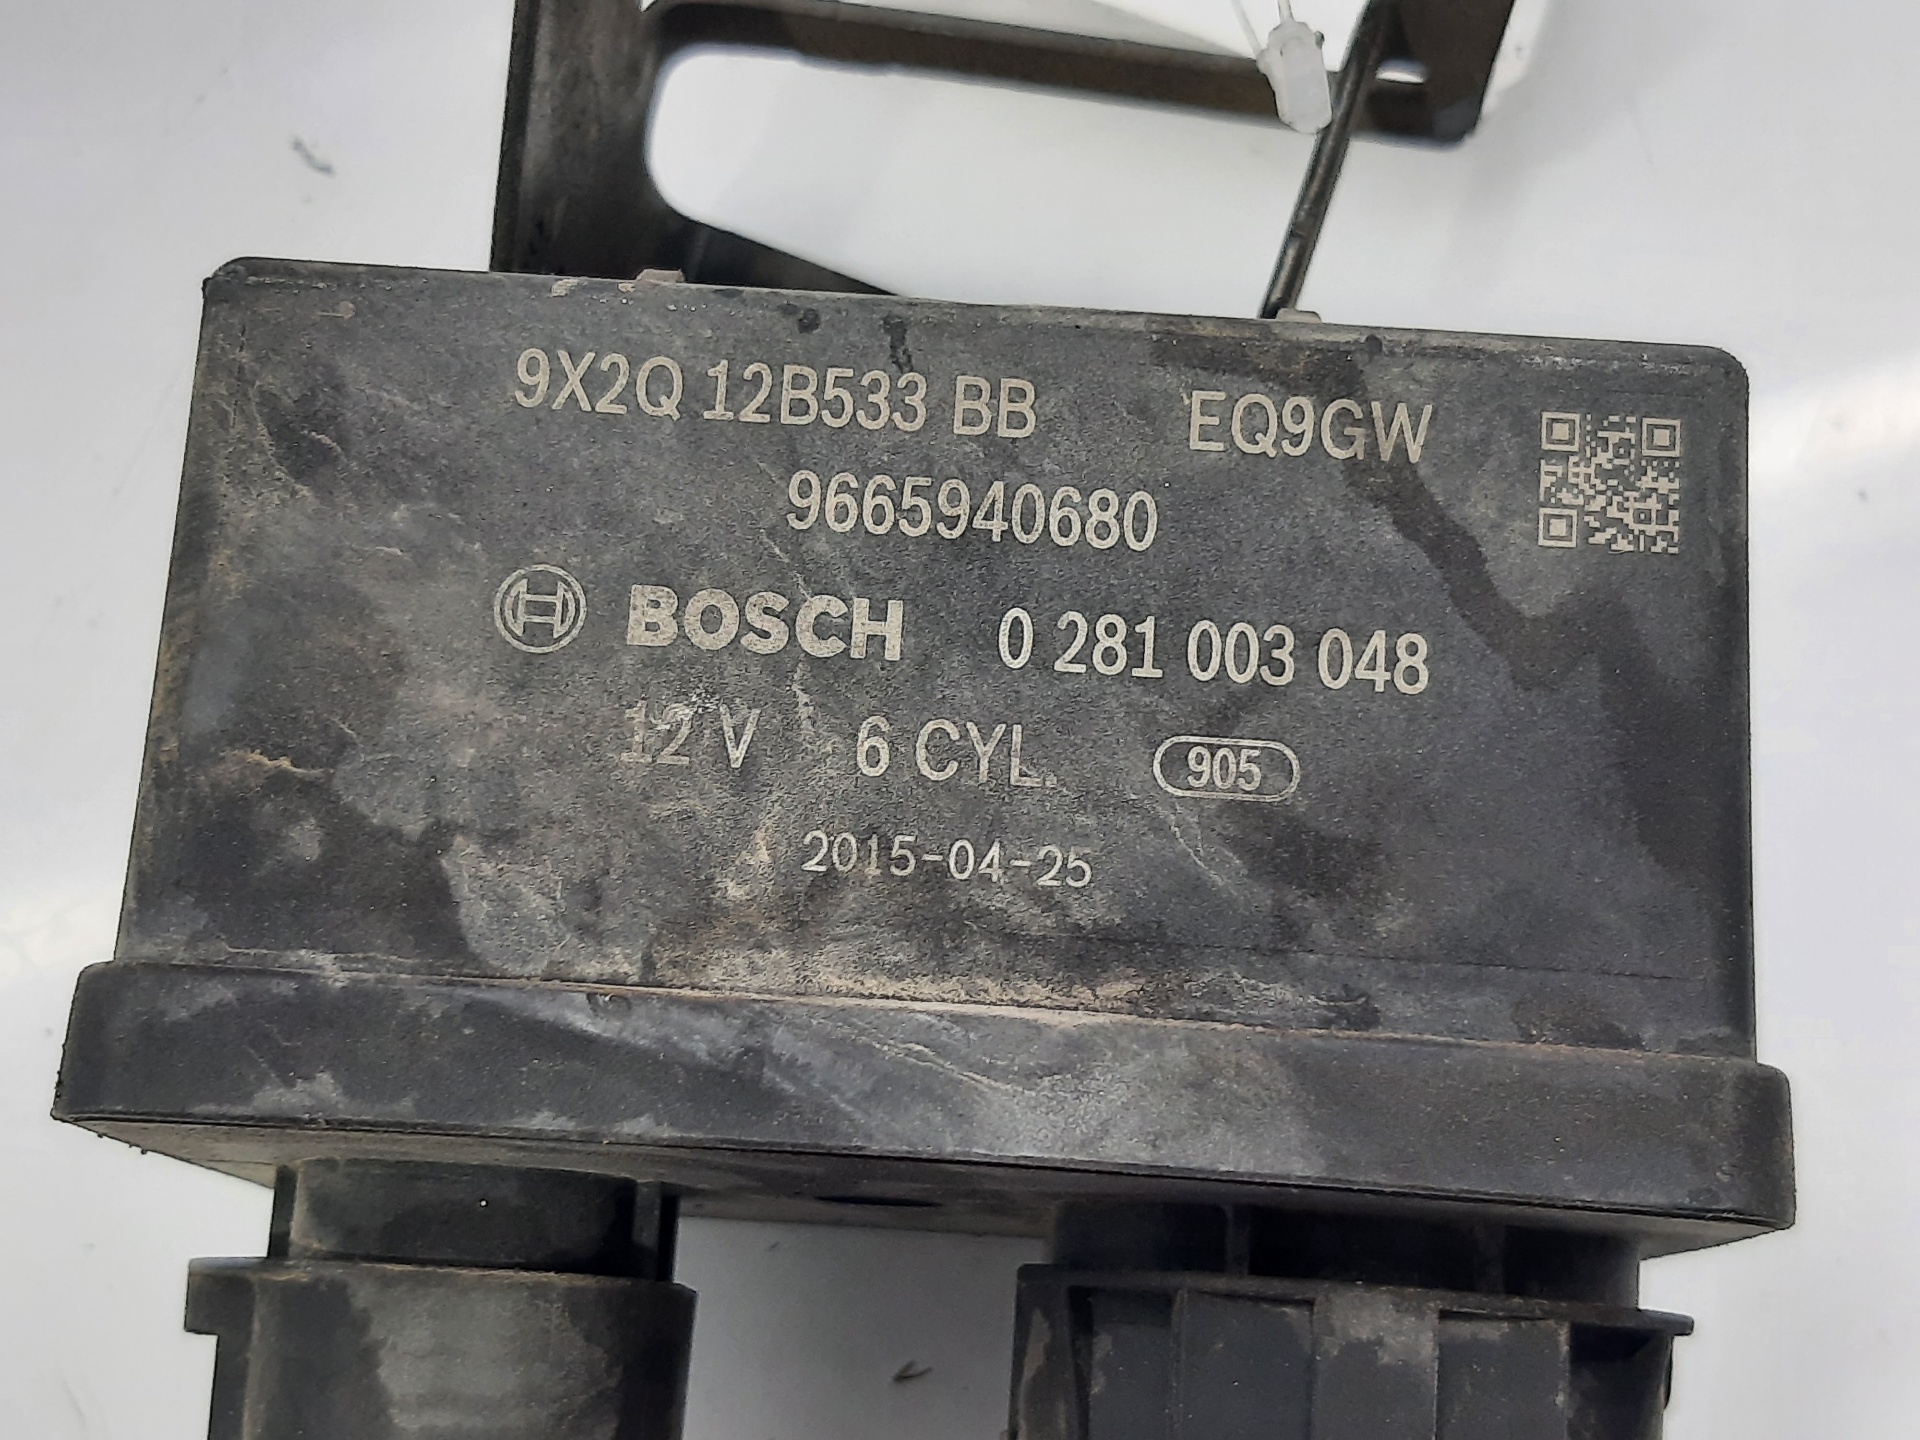 9X2Q 12B533 BB EQ9GW
9665940680
BOSCH 0 281 003 048
12 V 6 CYL. 905
2015-04-25